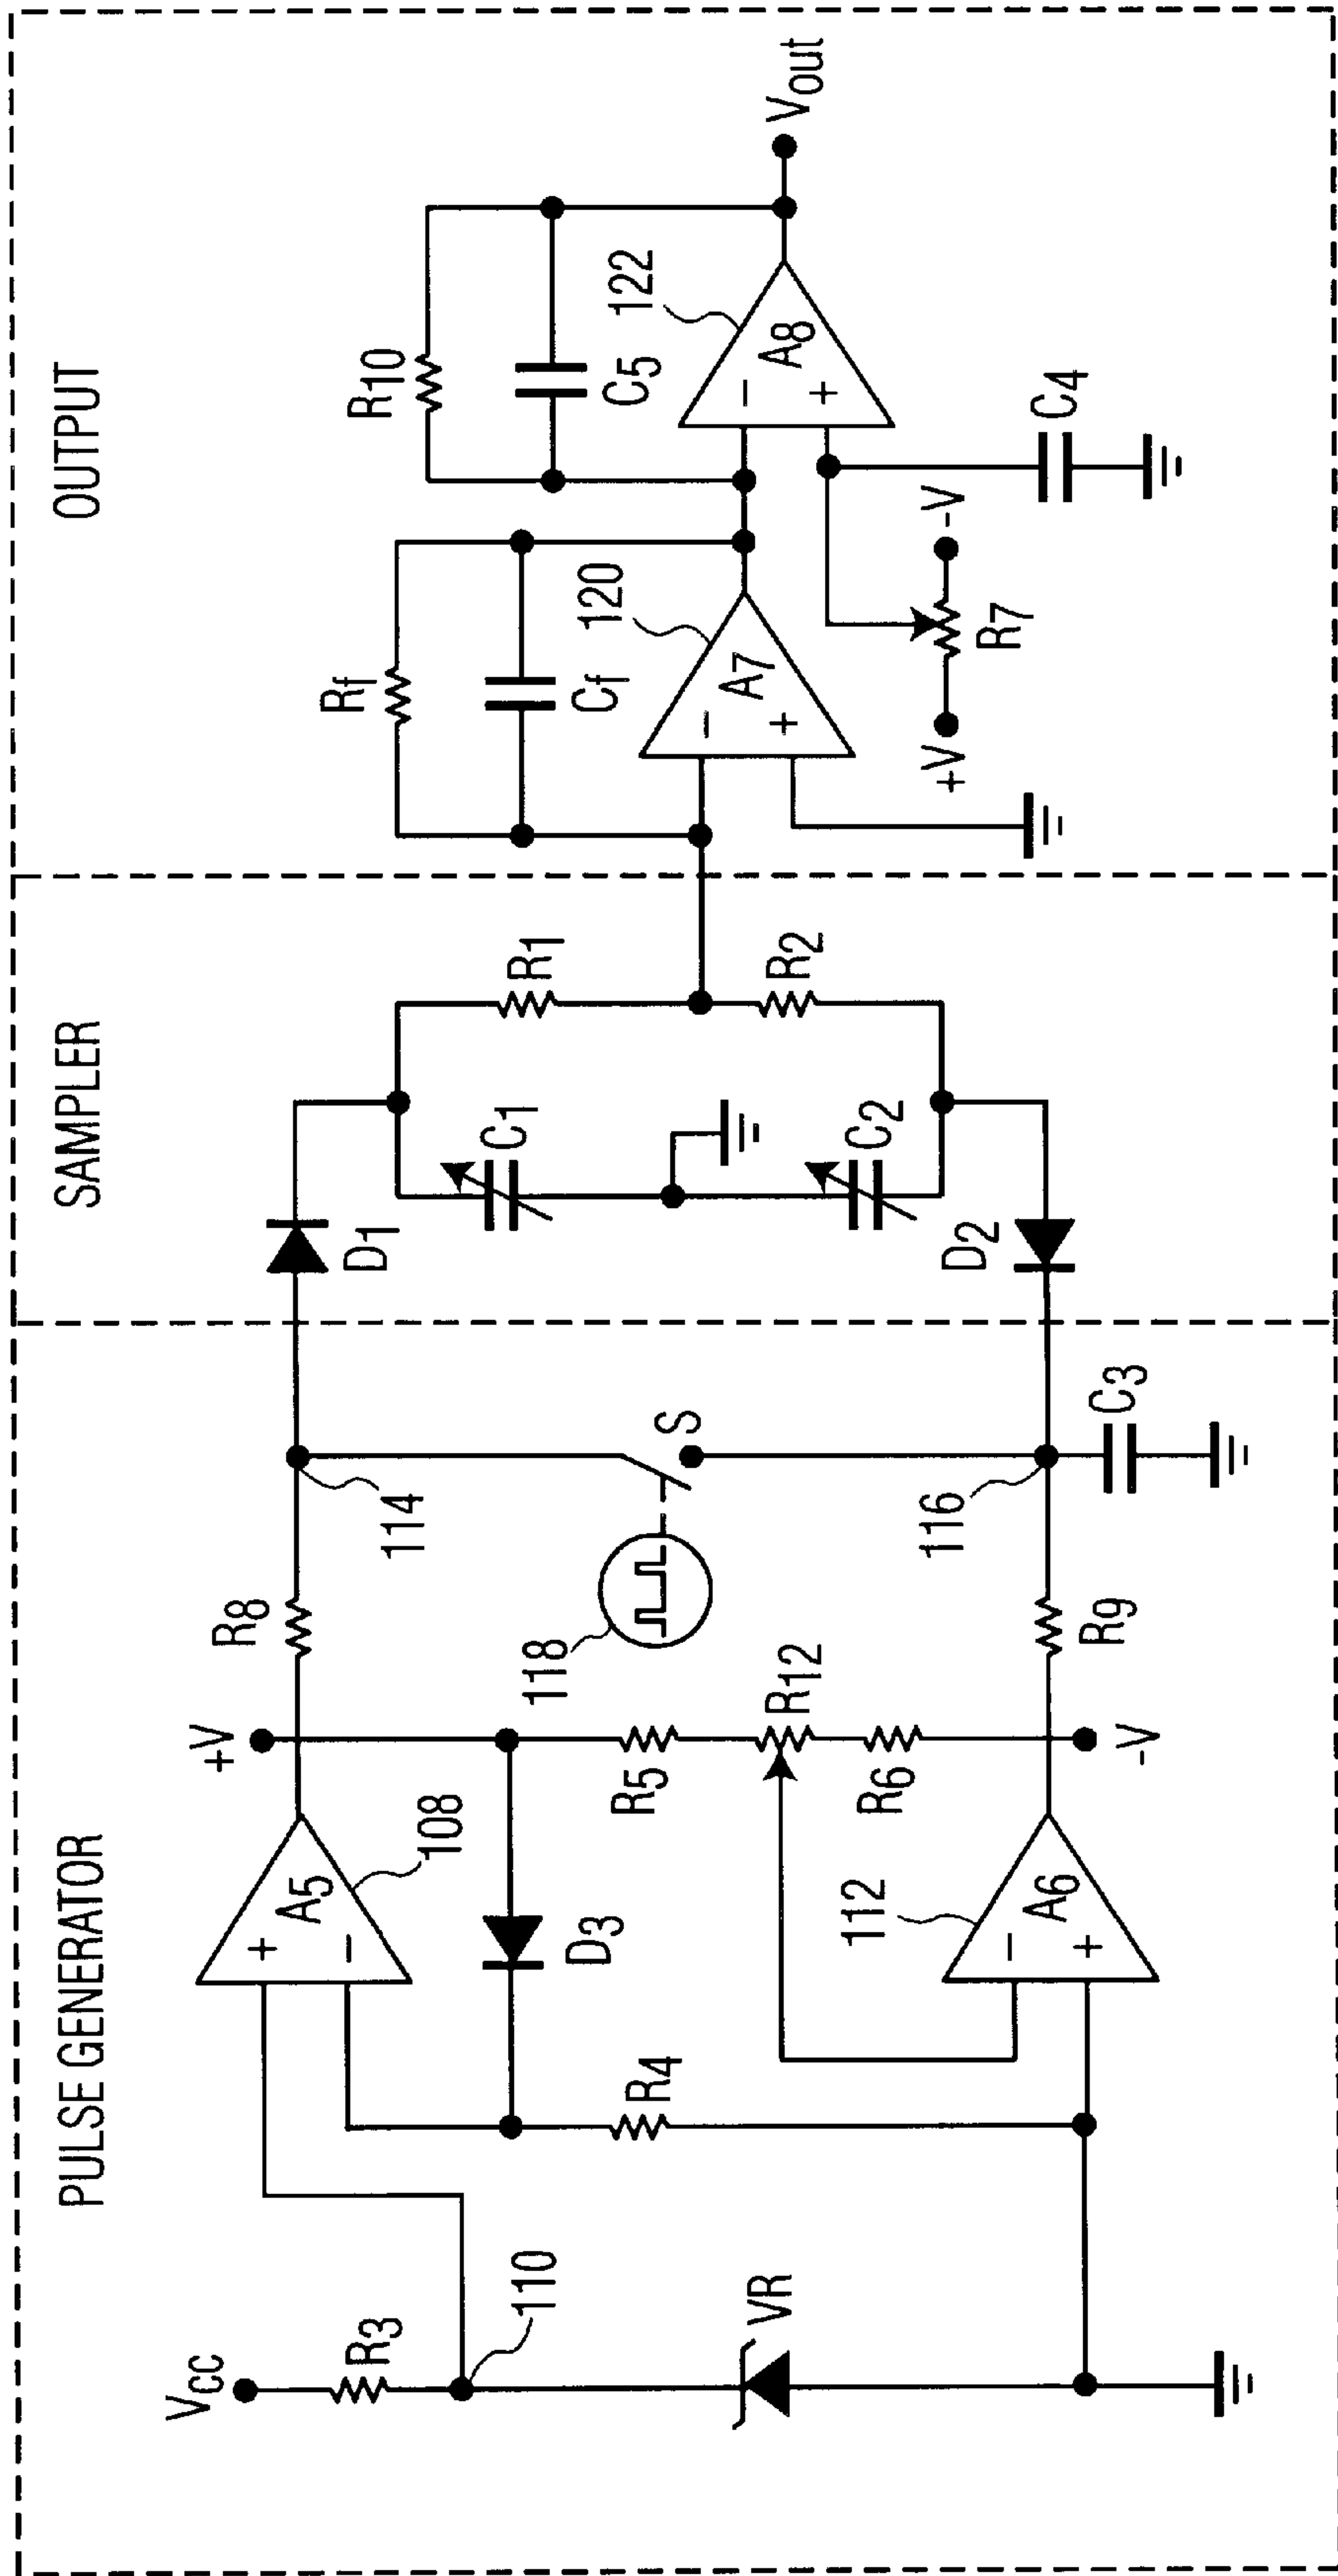 PULSE GENERATOR
VCC
R3
110
VR
A5
+
−
108
D3
R4
+V
R5
R12
R6
-V
112
A6
−
+
R8
R9
114
116
118
S
C3
SAMPLER
D1
D2
C1
C2
R1
R2
OUTPUT
Rf
Cf
120
A7
−
+
R10
C5
122
A8
−
+
+V
R7
-V
C4
Vout